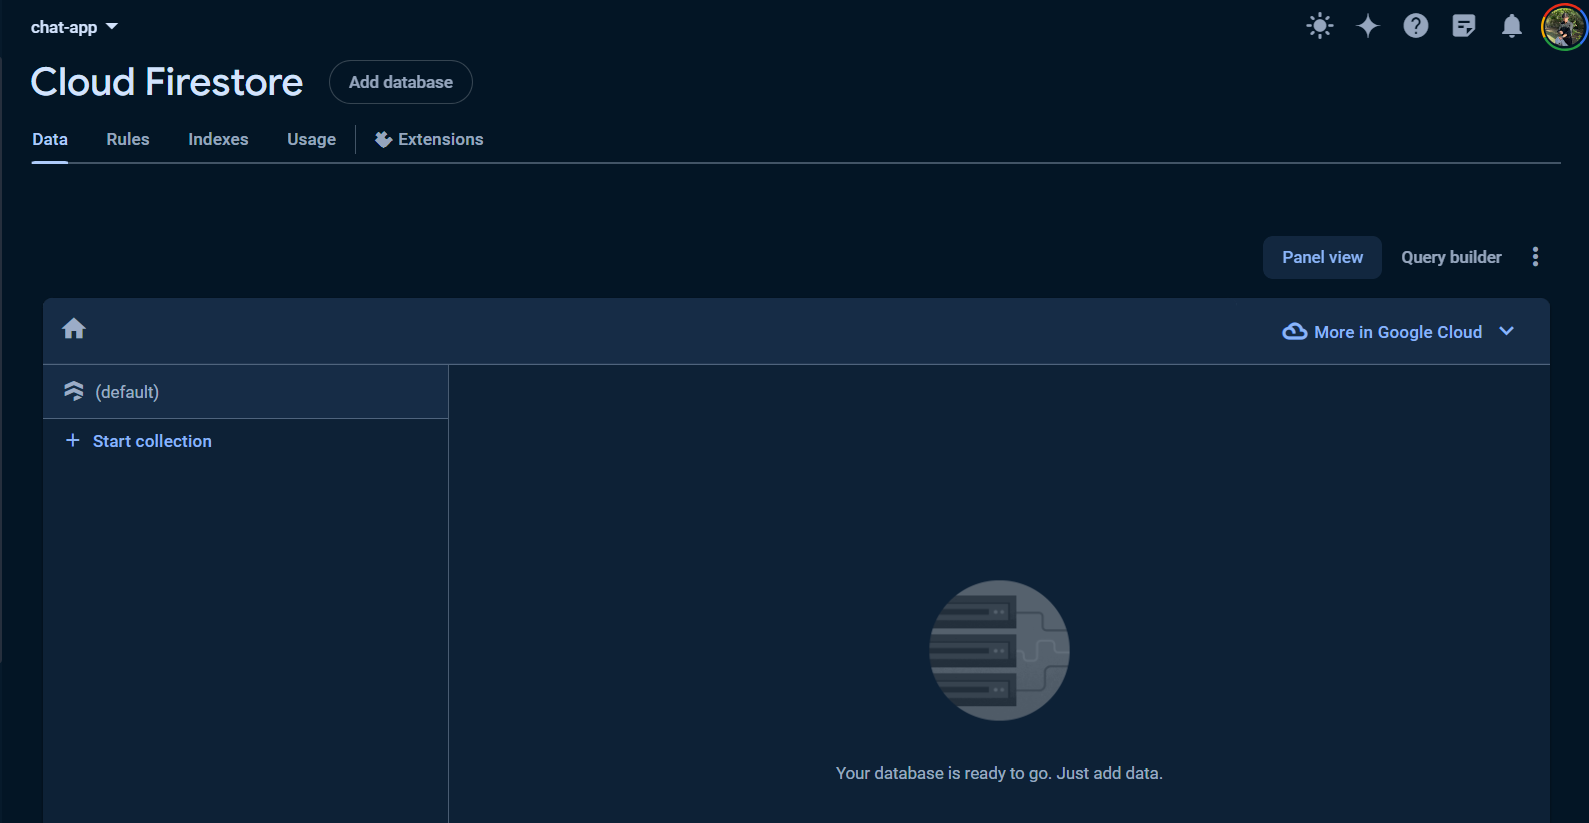 chat-app
Cloud Firestore
Add database
Data
Rules
Indexes
Usage
Extensions
Panel view
Query builder
More in Google Cloud
(default)
+ Start collection
Your database is ready to go. Just add data.